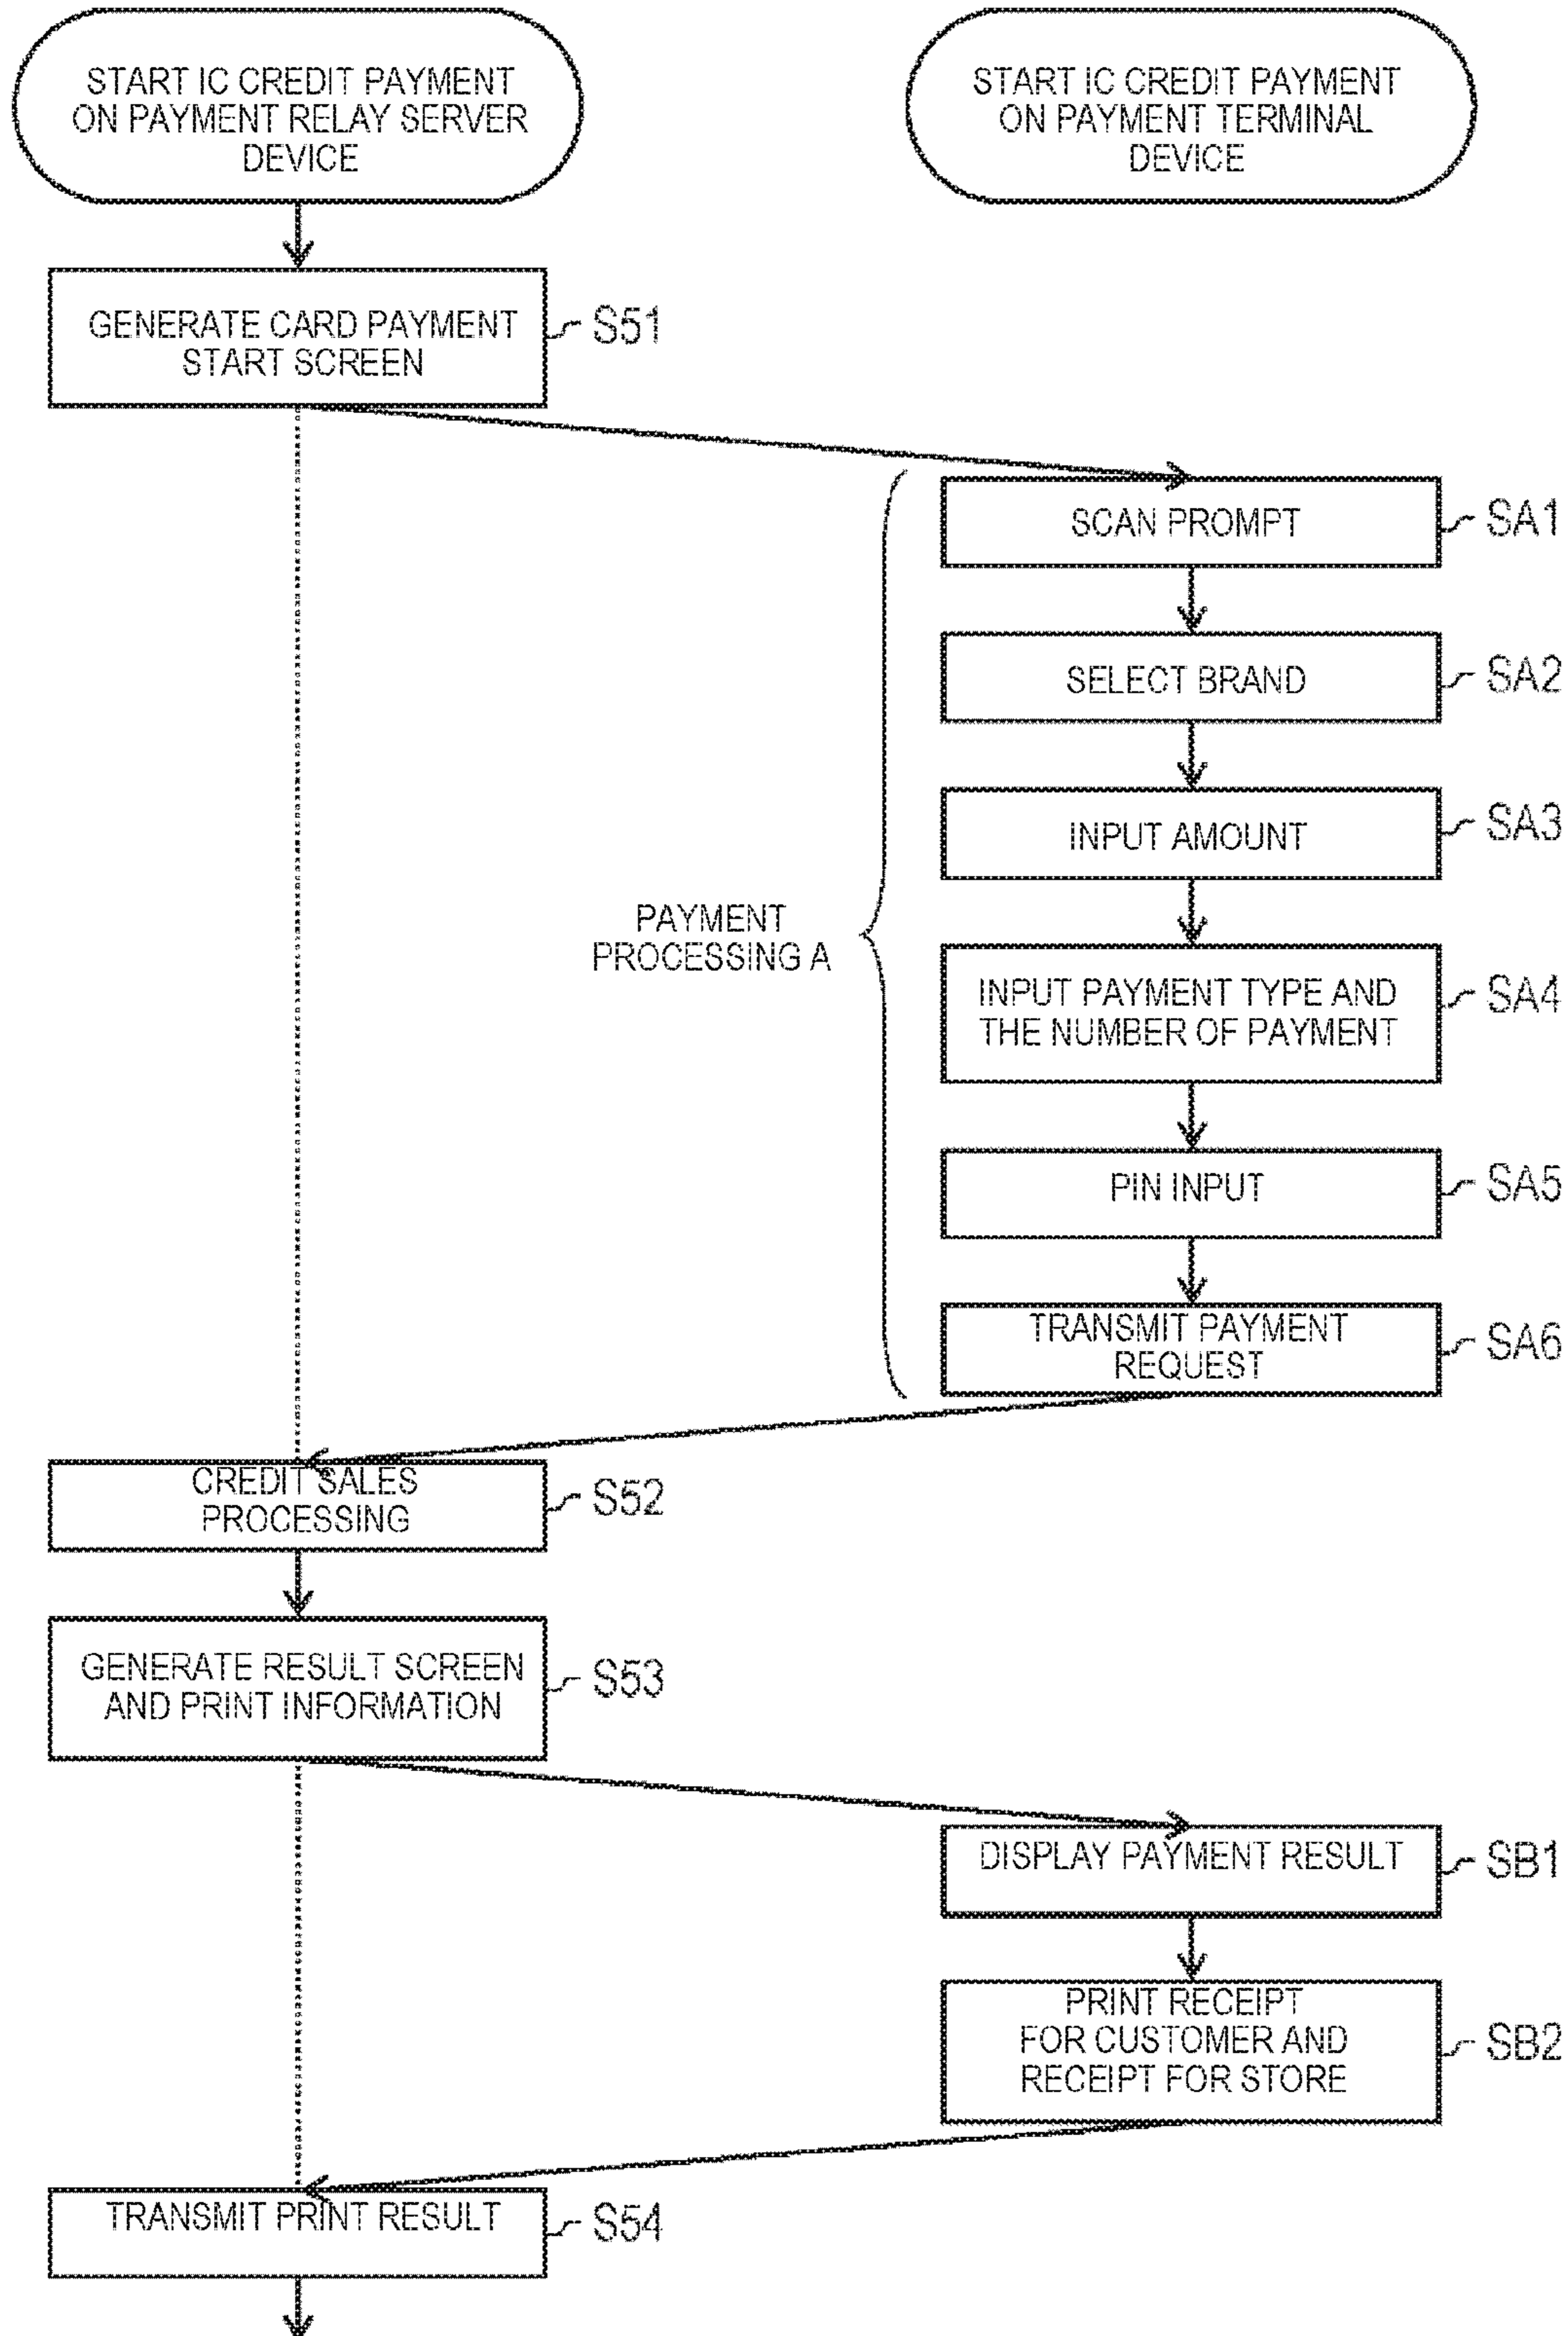 START IC CREDIT PAYMENT
ON PAYMENT RELAY SERVER
DEVICE
START IC CREDIT PAYMENT
ON PAYMENT TERMINAL
DEVICE
GENERATE CARD PAYMENT
START SCREEN
S51
SCAN PROMPT
SA1
SELECT BRAND
SA2
INPUT AMOUNT
SA3
PAYMENT
PROCESSING A
INPUT PAYMENT TYPE AND
THE NUMBER OF PAYMENT
SA4
PIN INPUT
SA5
TRANSMIT PAYMENT
REQUEST
SA6
CREDIT SALES
PROCESSING
S52
GENERATE RESULT SCREEN
AND PRINT INFORMATION
S53
DISPLAY PAYMENT RESULT
SB1
PRINT RECEIPT
FOR CUSTOMER AND
RECEIPT FOR STORE
SB2
TRANSMIT PRINT RESULT
S54